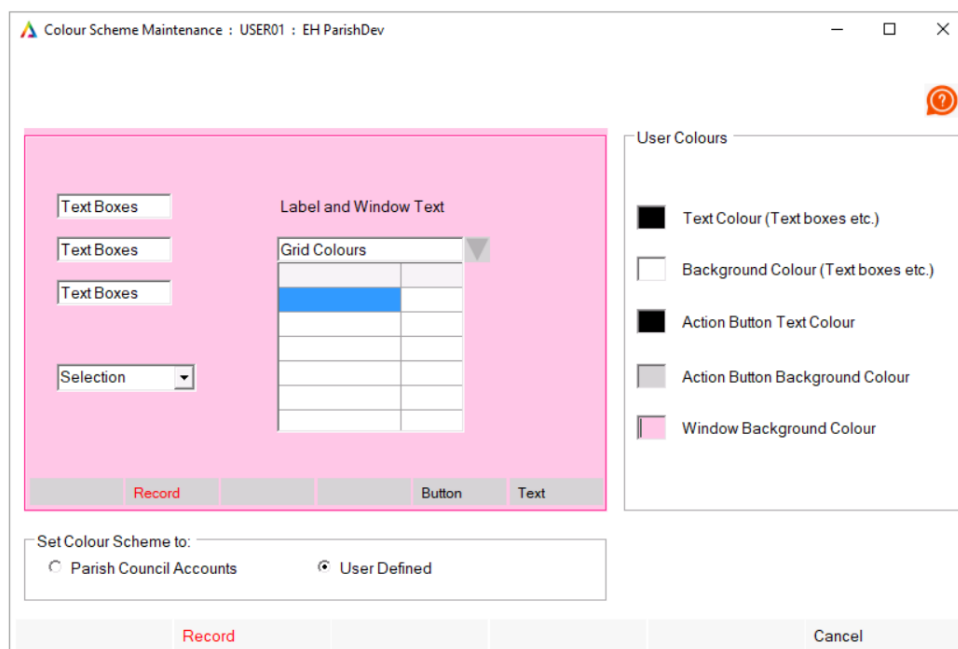 Colour Scheme Maintenance : USER01 : EH ParishDev
?
Text Boxes
Label and Window Text
Text Boxes
Grid Colours
Text Boxes
Selection
Record
Button
Text
User Colours
Text Colour (Text boxes etc.)
Background Colour (Text boxes etc.)
Action Button Text Colour
Action Button Background Colour
Window Background Colour
Set Colour Scheme to:
Parish Council Accounts
User Defined
Record
Cancel